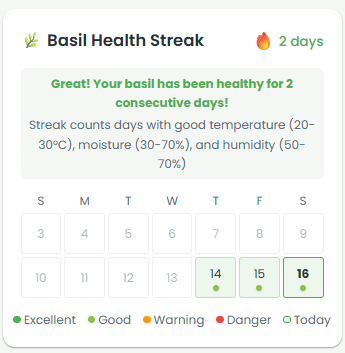 Basil Health Streak
2 days
Great! Your basil has been healthy for 2
consecutive days!
Streak counts days with good temperature (20-
30°C), moisture (30-70%), and humidity (50-
70%)
S M T W T F S
3 4 5 6 7 8 9
10 11 12 13 14 15 16
Excellent Good Warning Danger Today